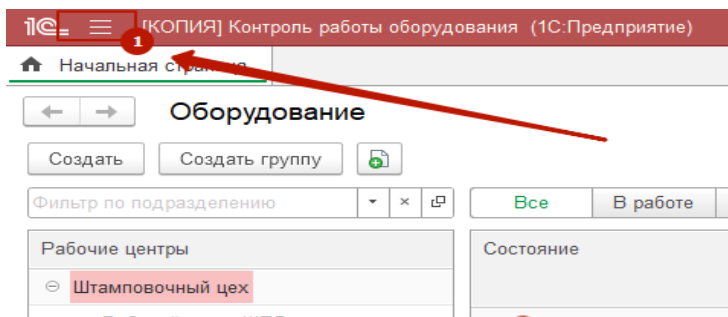 1С [КОПИЯ] Контроль работы оборудования (1С:Предприятие)
1
Начальная страница
Оборудование
Создать Создать группу
Фильтр по подразделению Все В работе
Рабочие центры Состояние
Штамповочный цех